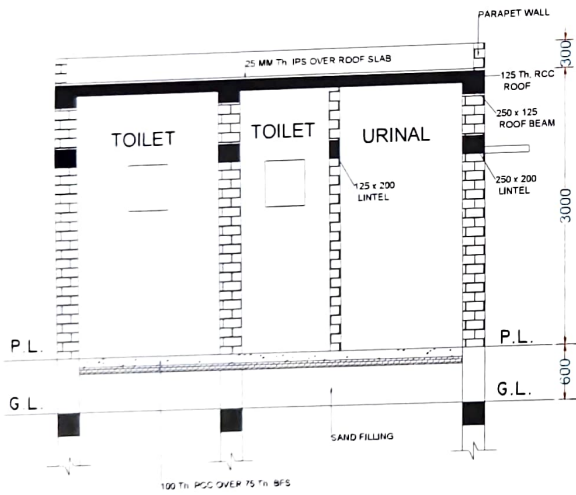 PARAPET WALL
300
25 MM Th. IPS OVER ROOF SLAB
125 Th. RCC
ROOF
250 x 125
ROOF BEAM
TOILET
TOILET
URINAL
125 x 200
LINTEL
250 x 200
LINTEL
3000
P.L.
P.L.
600
G.L.
G.L.
SAND FILLING
100 Th. PCC OVER 75 Th. BFS